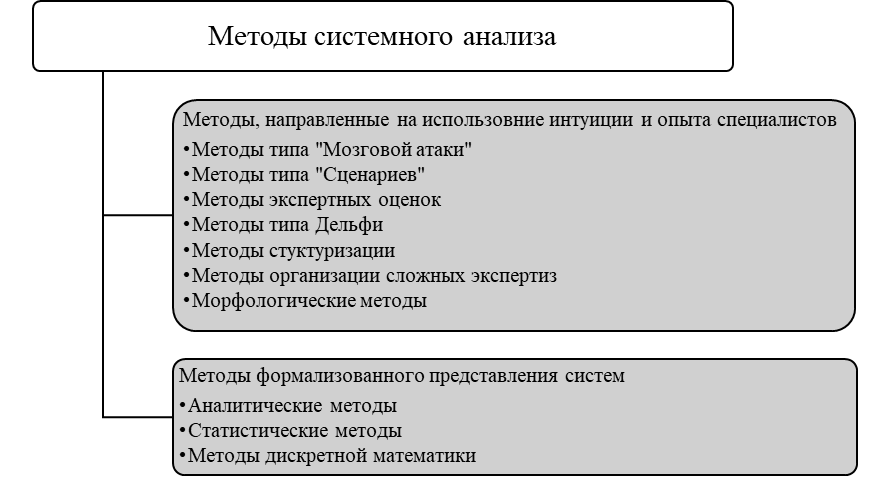 Методы системного анализа
Методы, направленные на использовние интуиции и опыта специалистов
•Методы типа "Мозговой атаки"
•Методы типа "Сценариев"
•Методы экспертных оценок
•Методы типа Дельфи
•Методы стуктуризации
•Методы организации сложных экспертиз
•Морфологические методы
Методы формализованного представления систем
•Аналитические методы
•Статистические методы
•Методы дискретной математики